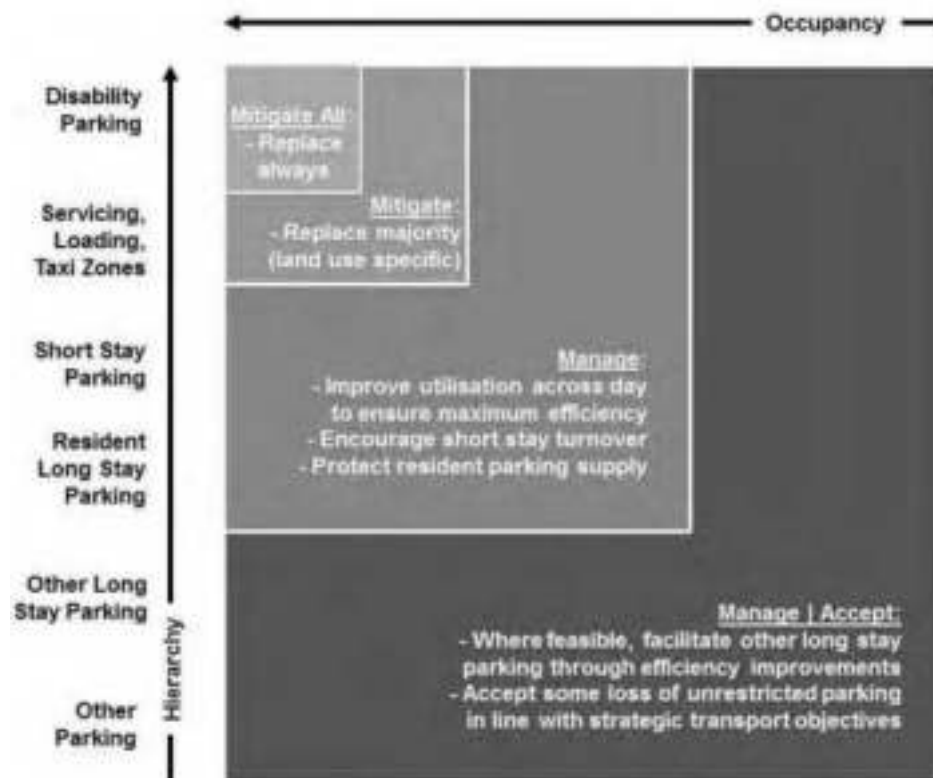 Occupancy
Disability
Parking
Servicing,
Loading,
Taxi Zones
Short Stay
Parking
Resident
Long Stay
Parking
Other Long
Stay Parking
Other
Parking
Hierarchy
Mitigate All:
- Replace
always
Mitigate:
- Replace majority
(land use specific)
Manage:
- Improve utilisation across day
to ensure maximum efficiency
- Encourage short stay turnover
- Protect resident parking supply
Manage | Accept:
- Where feasible, facilitate other long stay
parking through efficiency improvements
- Accept some loss of unrestricted parking
in line with strategic transport objectives